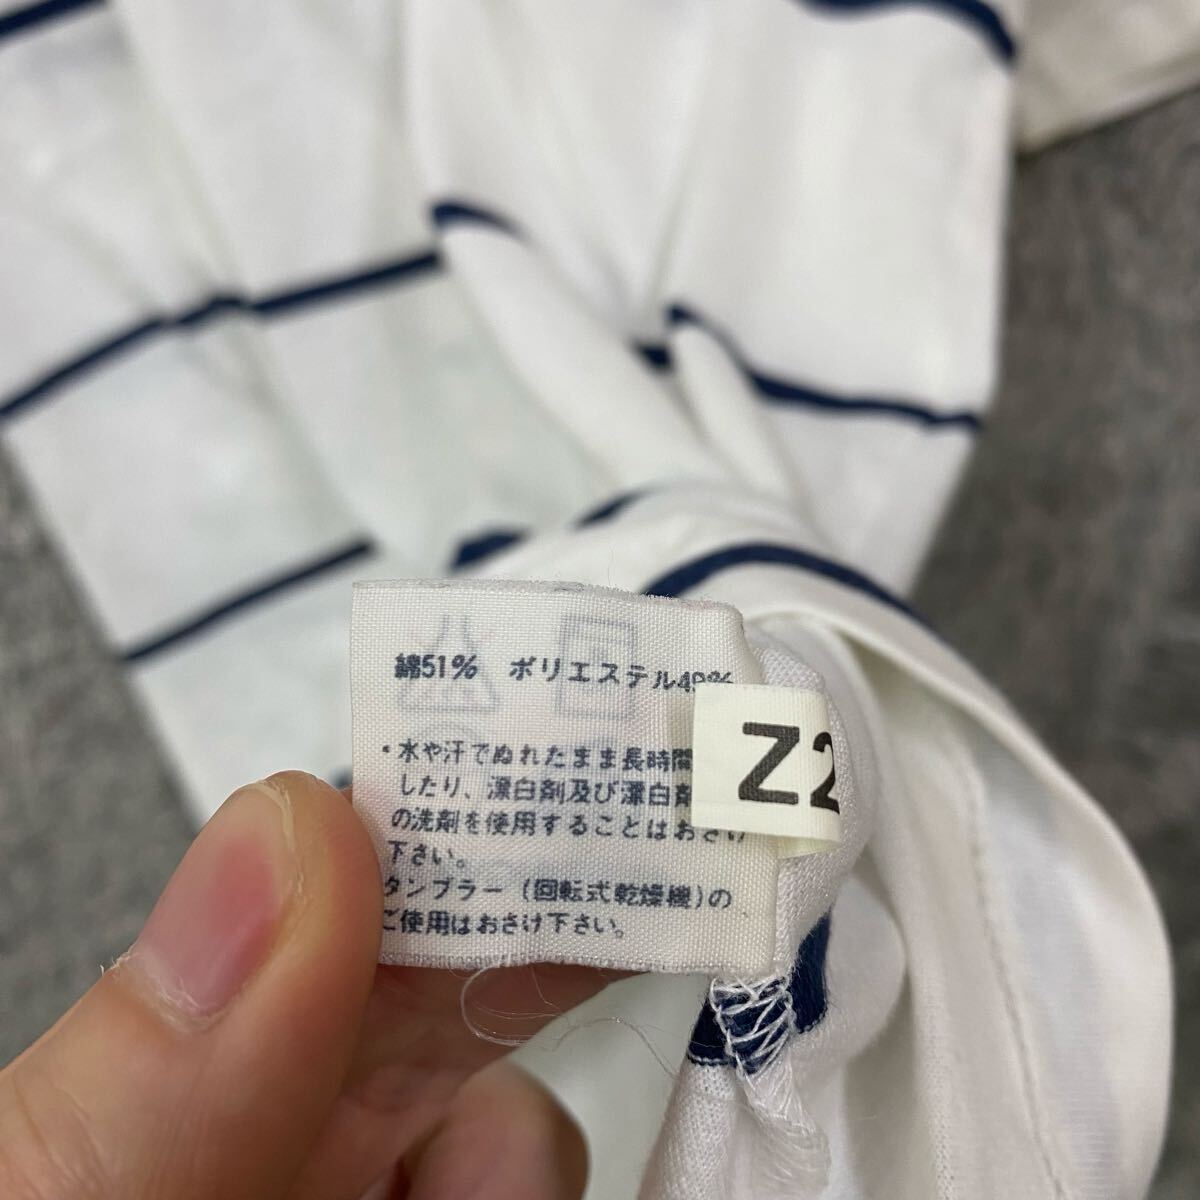 綿51% ポリエステル49%
・水や汗でぬれたまま長時間
したり、漂白剤及び漂白剤
の洗剤を使用することはおさけ
下さい。
タンブラー(回転式乾燥機)の
ご使用はおさけ下さい。
Z2